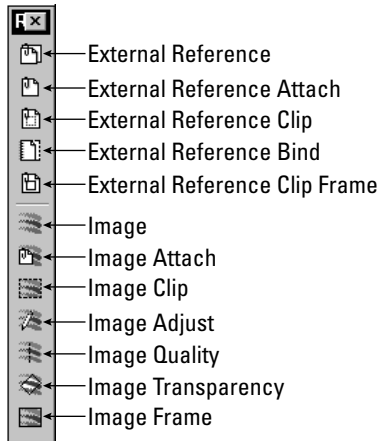 R
External Reference
External Reference Attach
External Reference Clip
External Reference Bind
External Reference Clip Frame
Image
Image Attach
Image Clip
Image Adjust
Image Quality
Image Transparency
Image Frame